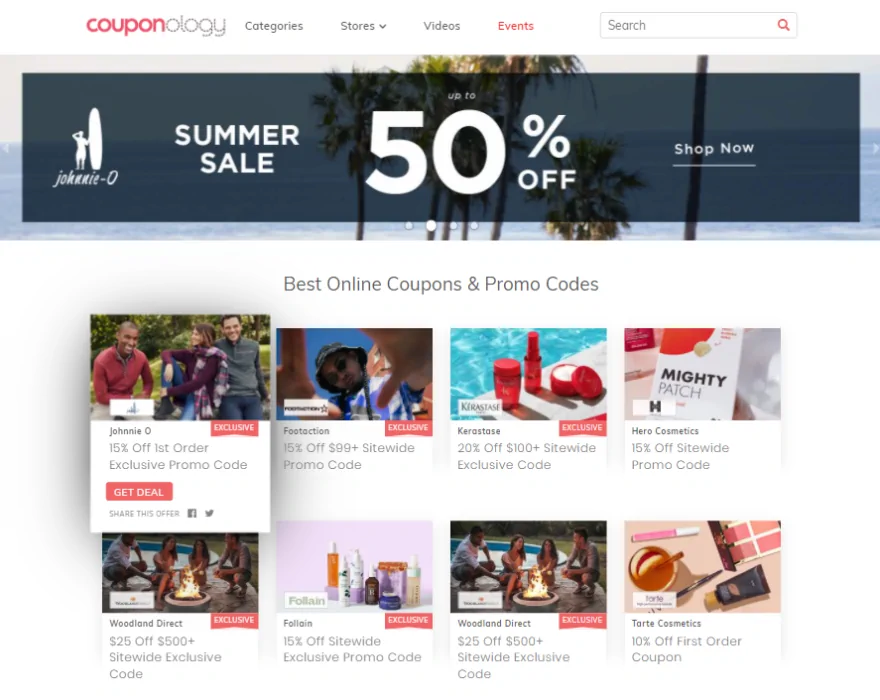 couponology
Categories
Stores
Videos
Events
Search
johnnie-O
SUMMER
SALE
up to
50%
OFF
Shop Now
Best Online Coupons & Promo Codes
EXCLUSIVE
Johnnie O
15% Off 1st Order
Exclusive Promo Code
GET DEAL
SHARE THIS OFFER
FOOTACTION
EXCLUSIVE
Footaction
15% Off $99+ Sitewide
Promo Code
KÉRASTASE
EXCLUSIVE
Kerastase
20% Off $100+ Sitewide
Exclusive Code
MIGHTY
PATCH
Hero Cosmetics
15% Off Sitewide
Promo Code
EXCLUSIVE
Woodland Direct
$25 Off $500+
Sitewide Exclusive
Code
Follain
EXCLUSIVE
Follain
15% Off Sitewide
Exclusive Promo Code
EXCLUSIVE
Woodland Direct
$25 Off $500+
Sitewide Exclusive
Code
tarte
Tarte Cosmetics
10% Off First Order
Coupon